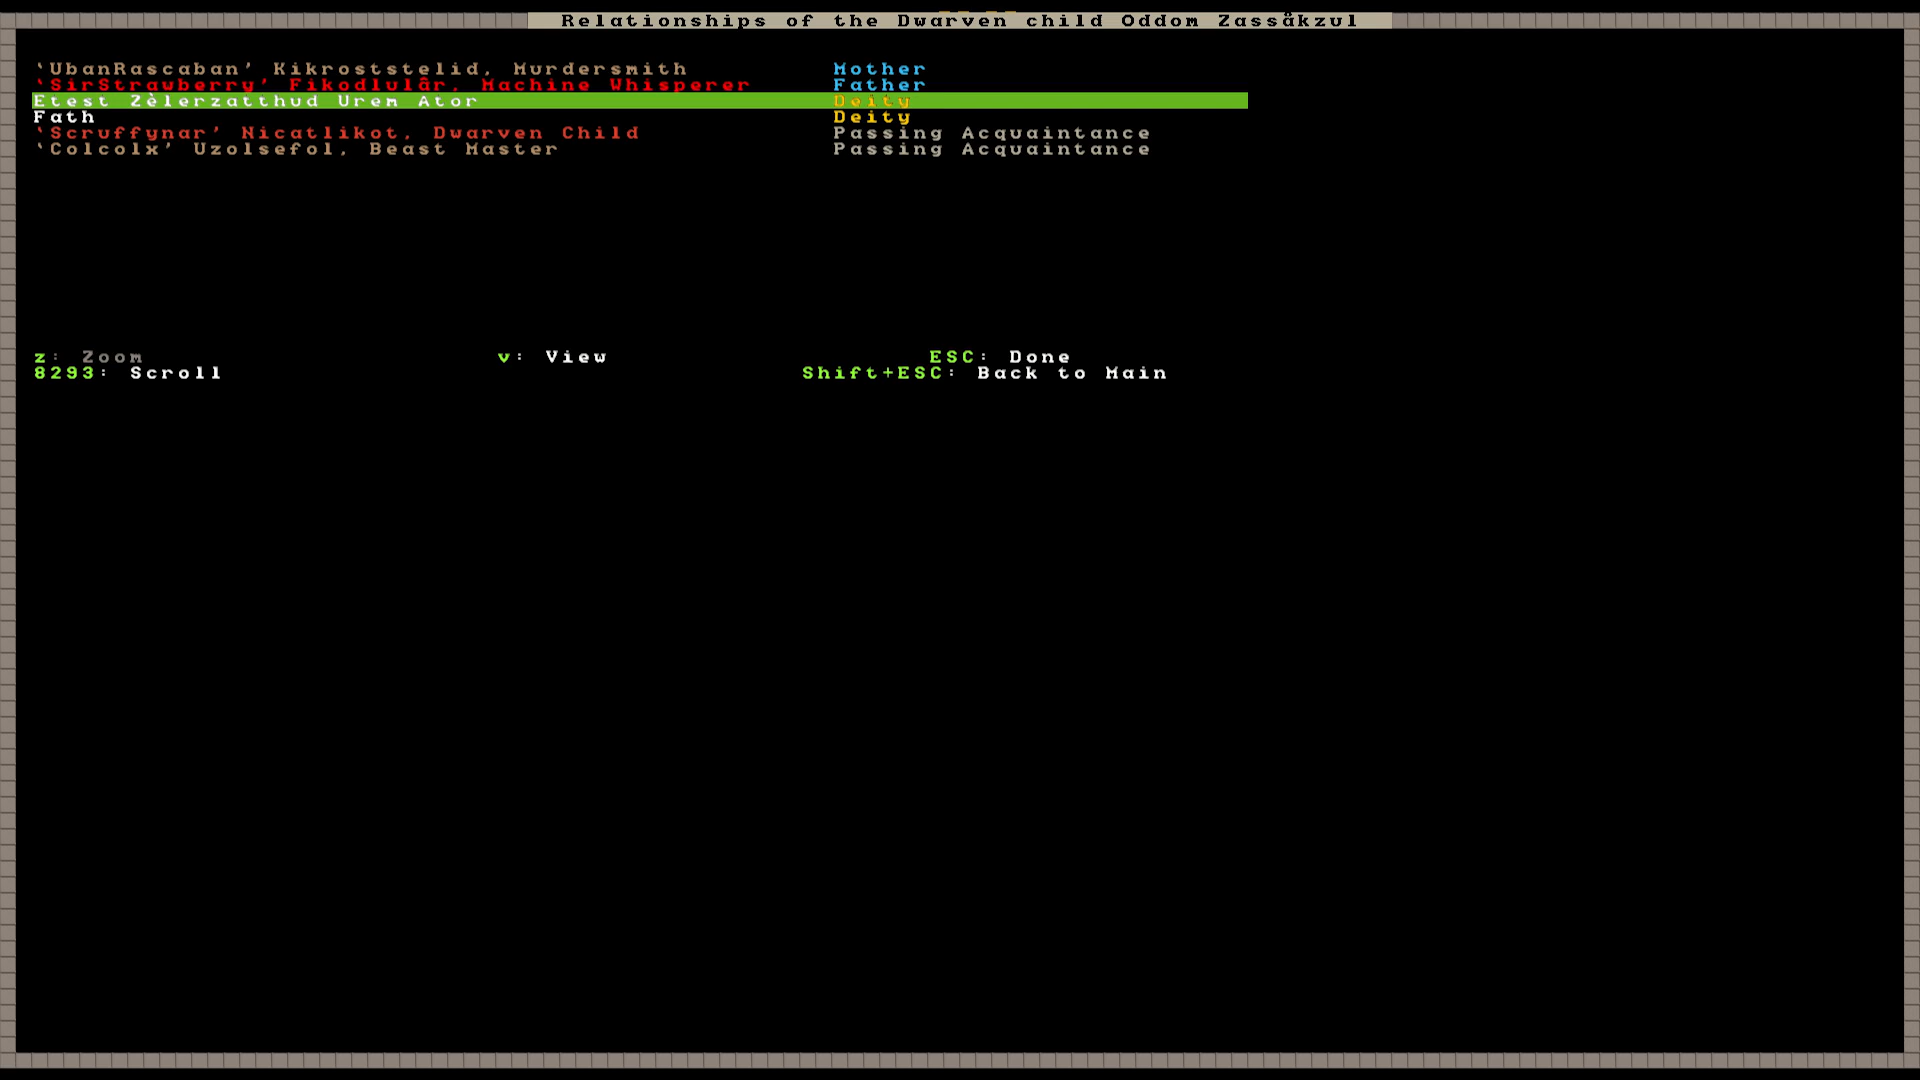 Relationships of the Dwarven child Oddom Zassåkzul
`UbanRascaban' Kikroststelid, Murdersmith Mother
`SirStrawberry' Fikodlulâr, Machine Whisperer Father
Etest Zèlerzatthud Urem Ator Deity
Fath Deity
`Scruffynar' Nicatlikot, Dwarven Child Passing Acquaintance
`Colcolx' Uzolsefol, Beast Master Passing Acquaintance
z: Zoom v: View ESC: Done
8293: Scroll Shift+ESC: Back to Main